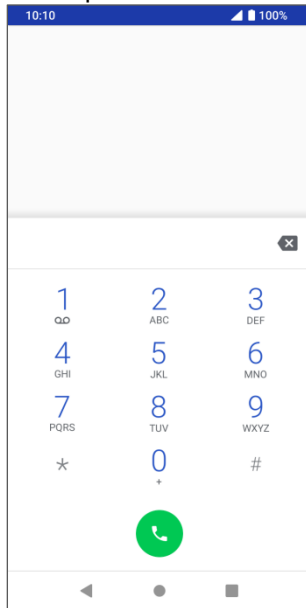 10:10 100%
1 2 3
ABC DEF
4 5 6
GHI JKL MNO
7 8 9
PQRS TUV WXYZ
* 0 #
+